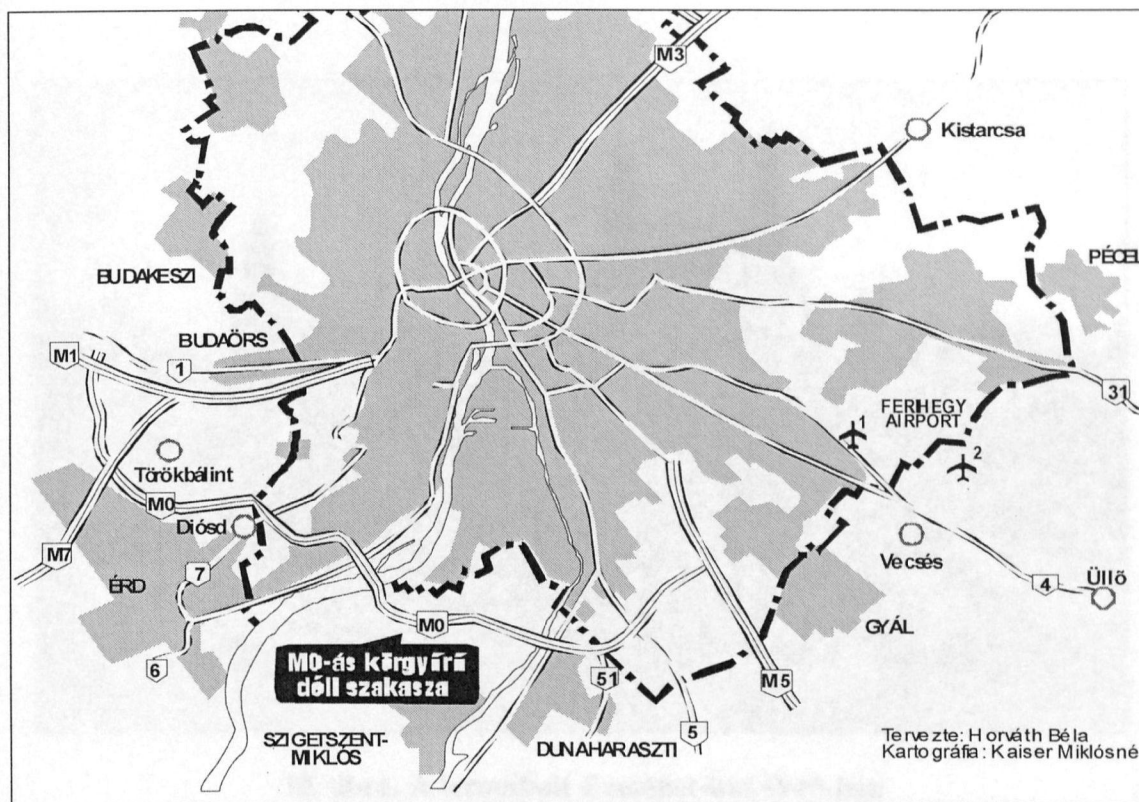 M3
Kistarcsa
PÉCEL
BUDAKESZI
BUDAÖRS
M1
1
31
FERIHEGY
AIRPORT
1
2
Törökbálint
M0
Diósd
M7
7
ÉRD
Vecsés
4
Üllő
GYÁL
M0
M0-ás körgyírí
dóll szakasza
6
51
M5
5
SZIGETSZENT-
MIKLÓS
DUNAHARASZTI
Tervezte: Horváth Béla
Kartográfia: Kaiser Miklósné